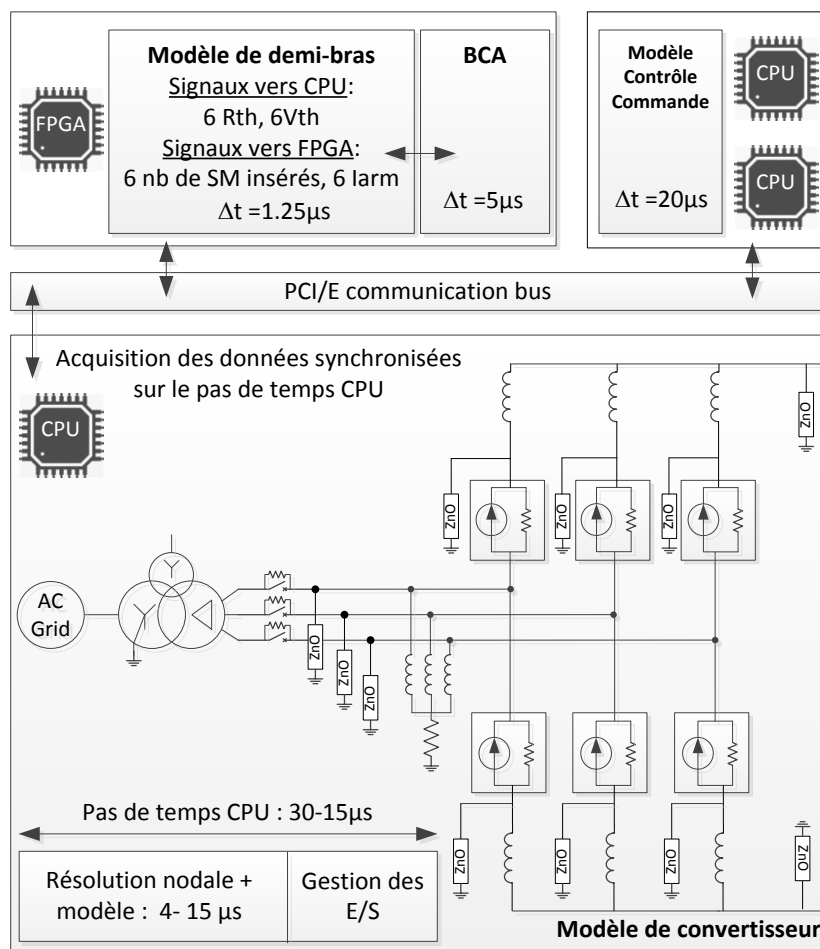 Modèle de demi-bras
Signaux vers CPU:
6 Rth, 6Vth
Signaux vers FPGA:
6 nb de SM insérés, 6 Iarm
Δt =1.25µs
FPGA
BCA
Δt =5µs
Modèle
Contrôle
Commande
Δt =20µs
CPU
CPU
PCI/E communication bus
Acquisition des données synchronisées
sur le pas de temps CPU
CPU
ZnO
ZnO
ZnO
ZnO
AC
Grid
ZnO
ZnO
ZnO
Pas de temps CPU : 30-15µs
Résolution nodale +
modèle : 4- 15 µs
Gestion des
E/S
ZnO
ZnO
ZnO
ZnO
Modèle de convertisseur